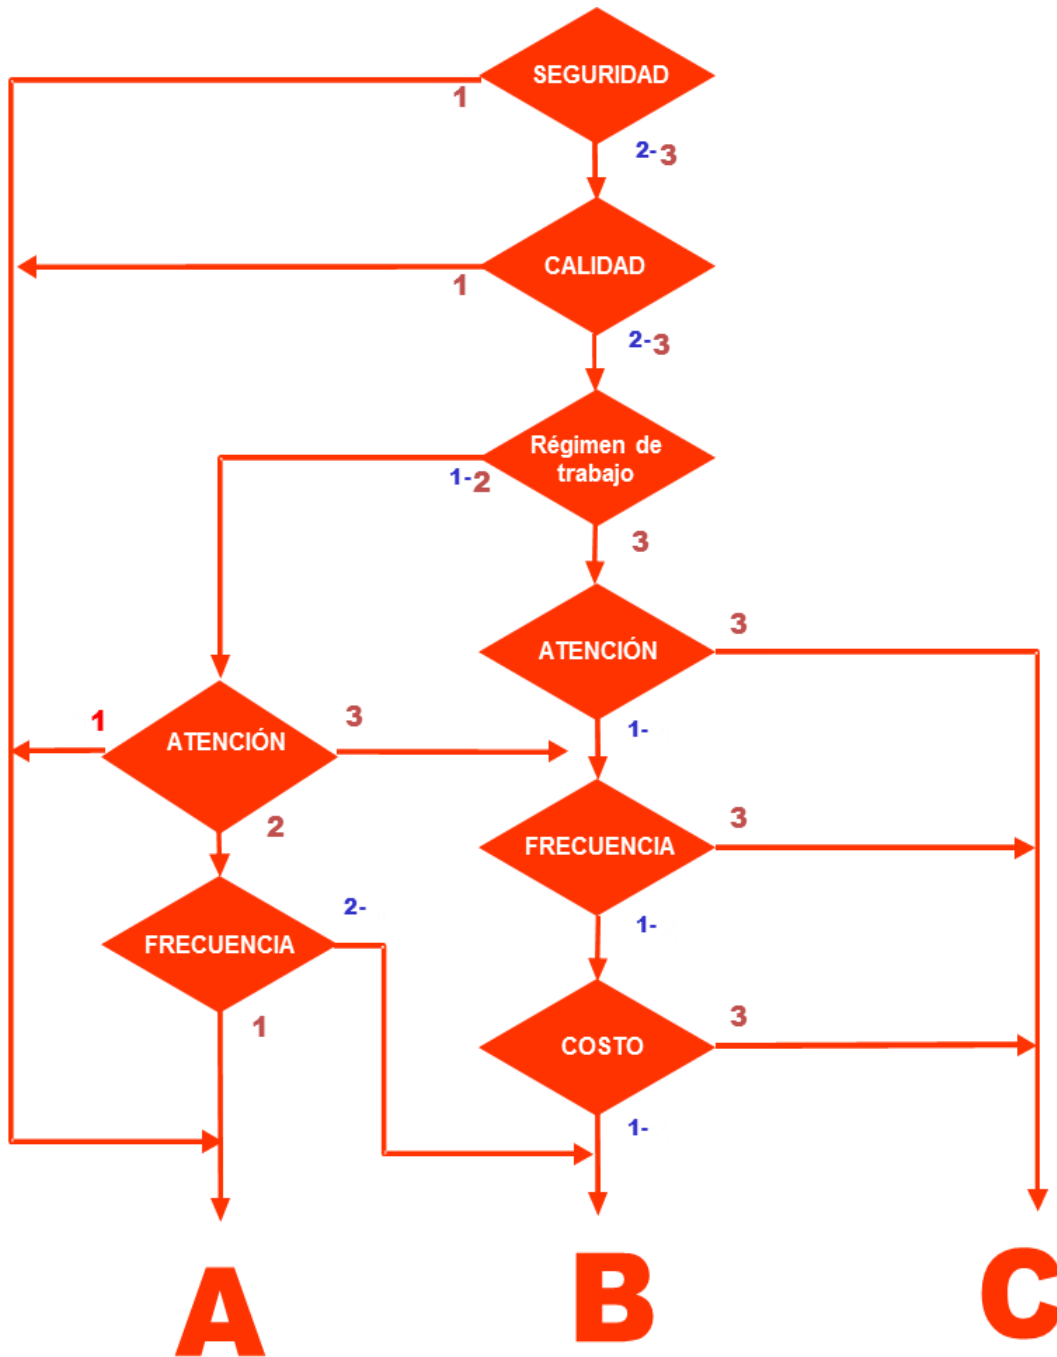 SEGURIDAD
1
2-3
CALIDAD
1
2-3
Régimen de
trabajo
1-2
3
ATENCIÓN
3
1-
1
ATENCIÓN
3
2
FRECUENCIA
3
1-
FRECUENCIA
2-
1
COSTO
3
1-
A
B
C